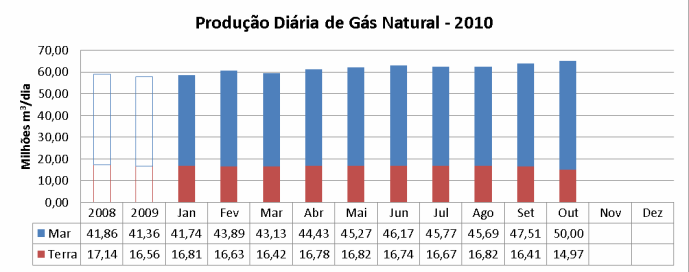 Produção Diária de Gás Natural - 2010
Milhões m³/dia
70,00
60,00
50,00
40,00
30,00
20,00
10,00
0,00
2008 2009 Jan Fev Mar Abr Mai Jun Jul Ago Set Out Nov Dez
Mar 41,86 41,36 41,74 43,89 43,13 44,43 45,27 46,17 45,77 45,69 47,51 50,00
Terra 17,14 16,56 16,81 16,63 16,42 16,78 16,82 16,74 16,67 16,82 16,41 14,97